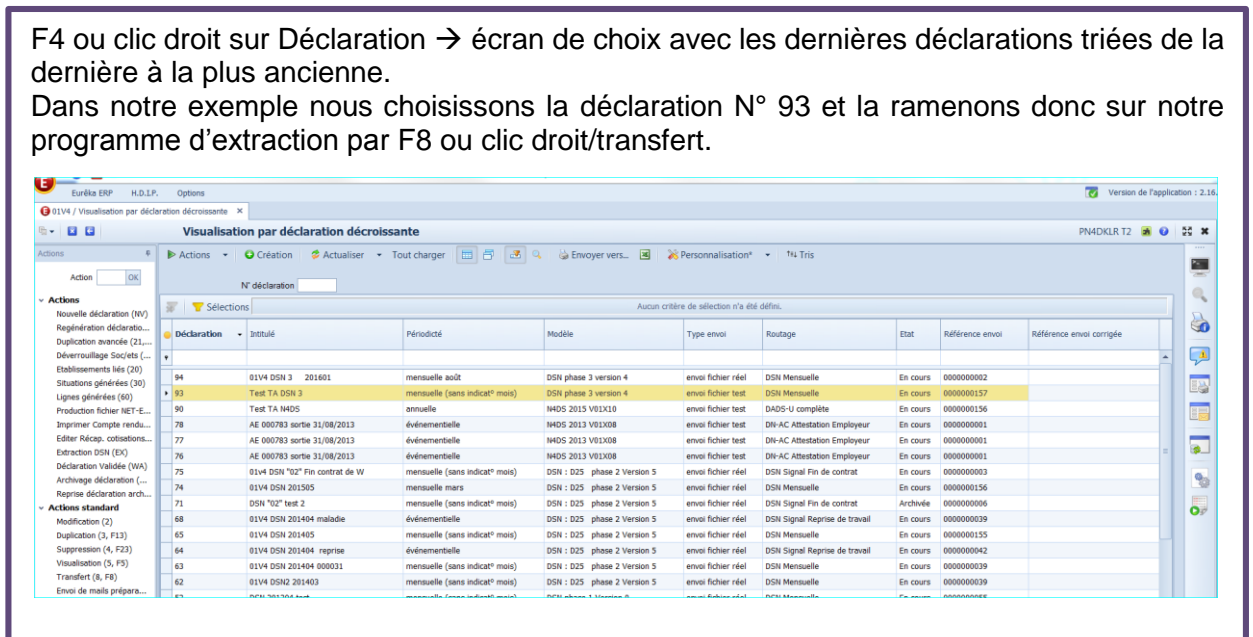 F4 ou clic droit sur Déclaration → écran de choix avec les dernières déclarations triées de la
dernière à la plus ancienne.
Dans notre exemple nous choisissons la déclaration N° 93 et la ramenons donc sur notre
programme d'extraction par F8 ou clic droit/transfert.
Eurêka ERP H.D.I.P. Options Version de l'application : 2.16.
01V4 / Visualisation par déclaration décroissante
Visualisation par déclaration décroissante PN4DKLR T2
Actions Actions Création Actualiser Tout charger Envoyer vers... Personnalisation* Tris
Action OK N° déclaration
Actions
Nouvelle déclaration (NV)
Regénération déclaratio...
Duplication avancée (21,...
Déverrouillage Soc/ets (...
Etablissements liés (20)
Situations générées (30)
Lignes générées (60)
Production fichier NET-E...
Imprimer Compte rendu...
Editer Récap. cotisations...
Extraction DSN (EX)
Déclaration Validée (WA)
Archivage déclaration (...
Reprise déclaration arch...
Actions standard
Modification (2)
Duplication (3, F13)
Suppression (4, F23)
Visualisation (5, F5)
Transfert (8, F8)
Envoi de mails prépara...
Sélections Aucun critère de sélection n'a été défini.
Déclaration Intitulé Périodicté Modèle Type envoi Routage Etat Référence envoi Référence envoi corrigée
94 01V4 DSN 3 201601 mensuelle août DSN phase 3 version 4 envoi fichier réel DSN Mensuelle En cours 0000000002
93 Test TA DSN 3 mensuelle (sans indicat° mois) DSN phase 3 version 4 envoi fichier test DSN Mensuelle En cours 0000000157
90 Test TA N4DS annuelle N4DS 2015 V01X10 envoi fichier test DADS-U complète En cours 0000000156
78 AE 000783 sortie 31/08/2013 événementielle N4DS 2013 V01X08 envoi fichier test DN-AC Attestation Employeur En cours 0000000001
77 AE 000783 sortie 31/08/2013 événementielle N4DS 2013 V01X08 envoi fichier test DN-AC Attestation Employeur En cours 0000000001
76 AE 000783 sortie 31/08/2013 événementielle N4DS 2013 V01X08 envoi fichier test DN-AC Attestation Employeur En cours 0000000001
75 01v4 DSN "02" Fin contrat de W mensuelle (sans indicat° mois) DSN : D25 phase 2 Version 5 envoi fichier réel DSN Signal Fin de contrat En cours 0000000003
74 01V4 DSN 201505 mensuelle mars DSN : D25 phase 2 Version 5 envoi fichier réel DSN Mensuelle En cours 0000000156
71 DSN "02" test 2 mensuelle (sans indicat° mois) DSN : D25 phase 2 Version 5 envoi fichier réel DSN Signal Fin de contrat Archivée 0000000006
68 01V4 DSN 201404 maladie événementielle DSN : D25 phase 2 Version 5 envoi fichier réel DSN Signal Reprise de travail En cours 0000000039
65 01V4 DSN 201405 mensuelle (sans indicat° mois) DSN : D25 phase 2 Version 5 envoi fichier réel DSN Mensuelle En cours 0000000155
64 01V4 DSN 201404 reprise événementielle DSN : D25 phase 2 Version 5 envoi fichier réel DSN Signal Reprise de travail En cours 0000000042
63 01V4 DSN 201404 000031 mensuelle (sans indicat° mois) DSN : D25 phase 2 Version 5 envoi fichier réel DSN Mensuelle En cours 0000000039
62 01V4 DSN2 201403 mensuelle (sans indicat° mois) DSN : D25 phase 2 Version 5 envoi fichier réel DSN Mensuelle En cours 0000000039